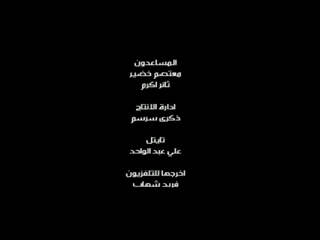 المساعدون
معتصم خضير
ثائر اكرم
ادارة الانتاج
ذكرى سرسم
تايتل
علي عبد الواحد
اخرجها للتلفزيون
فريد شهاب